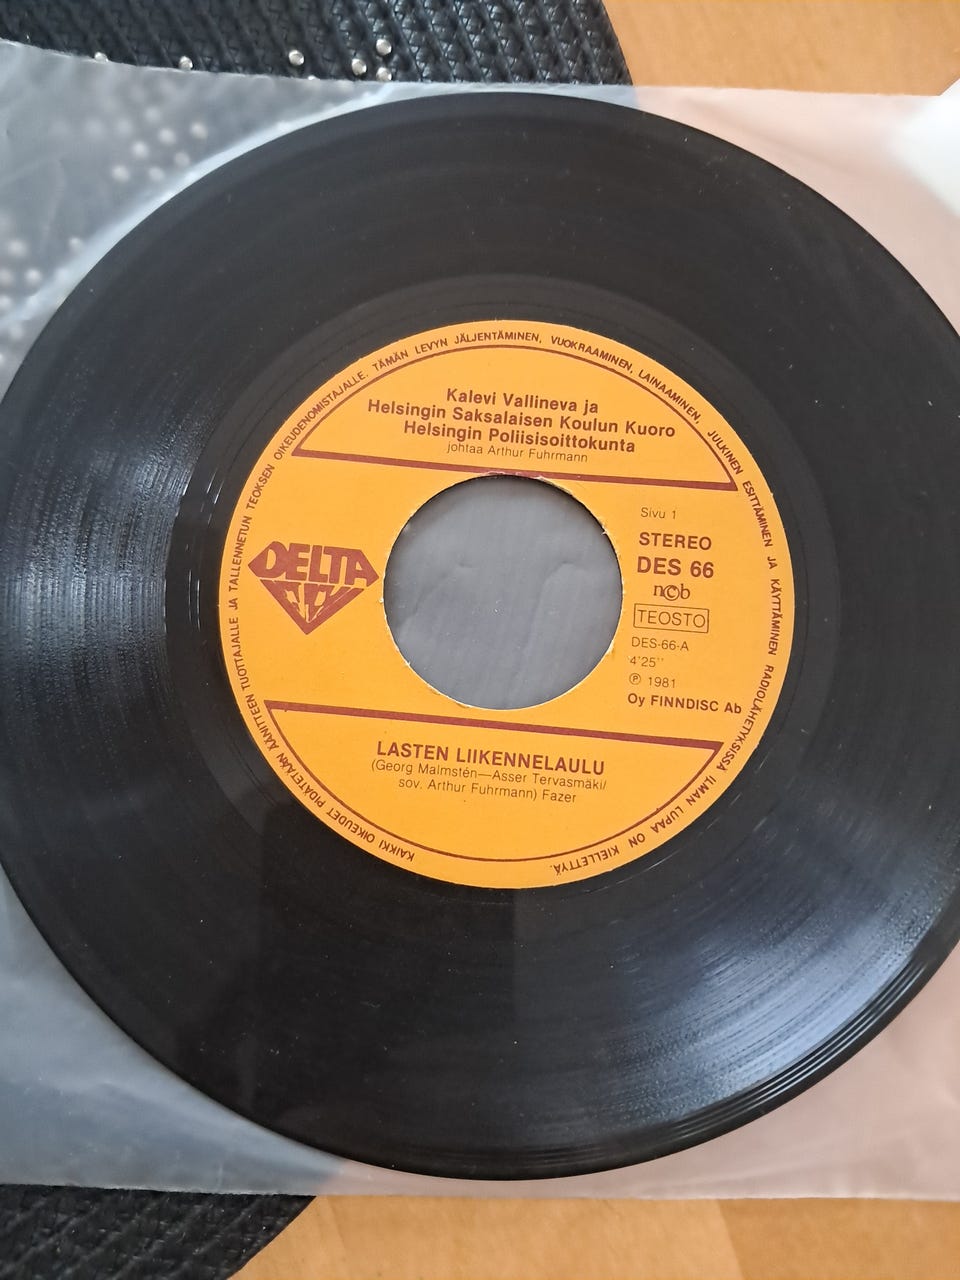 KAIKKI OIKEUDET PIDÄTETÄÄN ÄÄNITTEEN TUOTTAJALLE JA TALLENNETUN TEOKSEN OIKEUDENOMISTAJALLE. TÄMÄN LEVYN JÄLJENTÄMINEN, VUOKRAAMINEN, LAINAAMINEN, JULKINEN ESITTÄMINEN JA KÄYTTÄMINEN RADIOLÄHETYKSISSÄ ILMAN LUPAA ON KIELLETTYÄ.
Kalevi Vallineva ja
Helsingin Saksalaisen Koulun Kuoro
Helsingin Poliisisoittokunta
johtaa Arthur Fuhrmann
DELTA
Sivu 1
STEREO
DES 66
ncb
TEOSTO
DES-66-A
4'25''
℗ 1981
Oy FINNDISC Ab
LASTEN LIIKENNELAULU
(Georg Malmstén—Asser Tervasmäki/
sov. Arthur Fuhrmann) Fazer